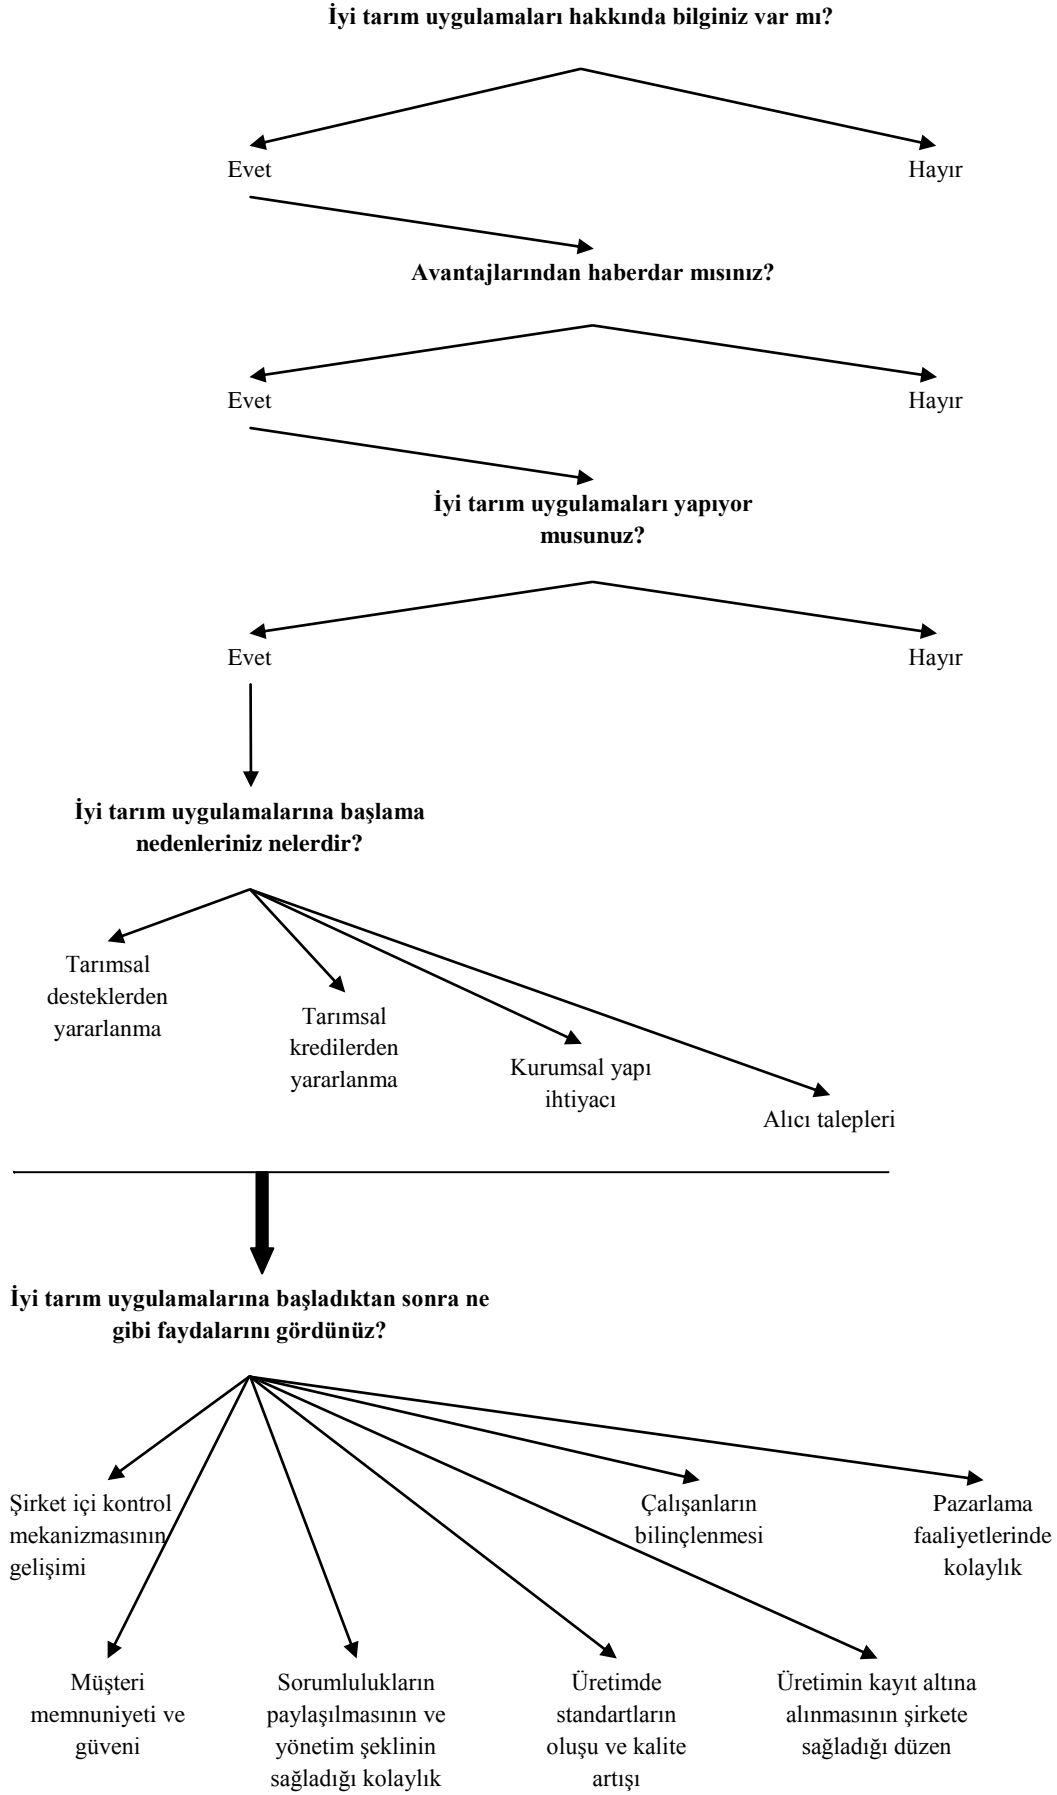 İyi tarım uygulamaları hakkında bilginiz var mı?
Evet
Hayır
Avantajlarından haberdar mısınız?
Evet
Hayır
İyi tarım uygulamaları yapıyor
musunuz?
Evet
Hayır
İyi tarım uygulamalarına başlama
nedenleriniz nelerdir?
Tarımsal
desteklerden
yararlanma
Tarımsal
kredilerden
yararlanma
Kurumsal yapı
ihtiyacı
Alıcı talepleri
İyi tarım uygulamalarına başladıktan sonra ne
gibi faydalarını gördünüz?
Şirket içi kontrol
mekanizmasının
gelişimi
Çalışanların
bilinçlenmesi
Pazarlama
faaliyetlerinde
kolaylık
Müşteri
memnuniyeti ve
güveni
Sorumlulukların
paylaşılmasının ve
yönetim şeklinin
sağladığı kolaylık
Üretimde
standartların
oluşu ve kalite
artışı
Üretimin kayıt altına
alınmasının şirkete
sağladığı düzen